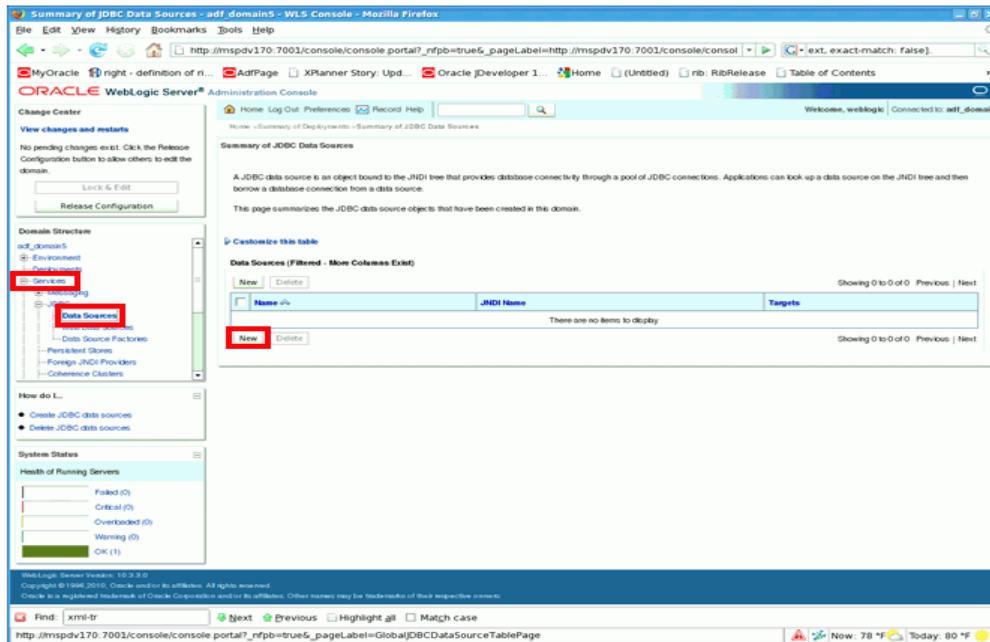 Summary of JDBC Data Sources - adf_domain5 - WLS Console - Mozilla Firefox
File Edit View History Bookmarks Tools Help
http://mspdv170:7001/console/console.portal?_nfpb=true&_pageLabel=http://mspdv170:7001/console/consol
ext, exact-match: false].
MyOracle right - definition of ri... AdfPage XPlanner Story: Upd... Oracle JDeveloper 1... Home (Untitled) rib: RibRelease Table of Contents
ORACLE WebLogic Server® Administration Console
Change Center
View changes and restarts
No pending changes exist. Click the Release Configuration button to allow others to edit the domain.
Lock & Edit
Release Configuration
Domain Structure
adf_domain5
Environment
Deployments
Services
Messaging
JDBC
Data Sources
Multi Data Sources
Data Source Factories
Persistent Stores
Foreign JNDI Providers
Coherence Clusters
How do I...
Create JDBC data sources
Delete JDBC data sources
System Status
Health of Running Servers
Failed (0)
Critical (0)
Overloaded (0)
Warning (0)
OK (1)
Home Log Out Preferences Record Help
Welcome, weblogic Connected to: adf_domai
Home >Summary of Deployments >Summary of JDBC Data Sources
Summary of JDBC Data Sources
A JDBC data source is an object bound to the JNDI tree that provides database connectivity through a pool of JDBC connections. Applications can look up a data source on the JNDI tree and then
borrow a database connection from a data source.
This page summarizes the JDBC data source objects that have been created in this domain.
Customize this table
Data Sources (Filtered - More Columns Exist)
New Delete Showing 0 to 0 of 0 Previous | Next
Name JNDI Name Targets
There are no items to display
New Delete Showing 0 to 0 of 0 Previous | Next
WebLogic Server Version: 10.3.3.0
Copyright © 1996,2010, Oracle and/or its affiliates. All rights reserved.
Oracle is a registered trademark of Oracle Corporation and/or its affiliates. Other names may be trademarks of their respective owners.
Find: xml-tr Next Previous Highlight all Match case
http://mspdv170:7001/console/console.portal?_nfpb=true&_pageLabel=GlobalJDBCDataSourceTablePage
Now: 78 °F Today: 80 °F